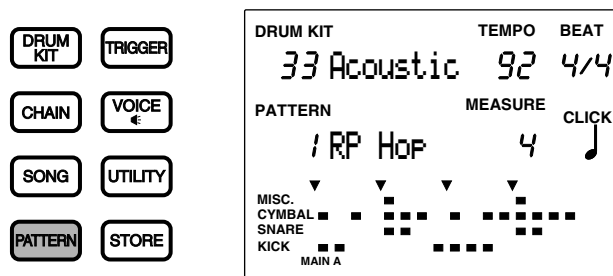 DRUM KIT
TRIGGER
CHAIN
VOICE
SONG
UTILITY
PATTERN
STORE
DRUM KIT TEMPO BEAT
33 Acoustic 92 4/4
PATTERN MEASURE CLICK
1 RP Hop 4
MISC.
CYMBAL
SNARE
KICK
MAIN A